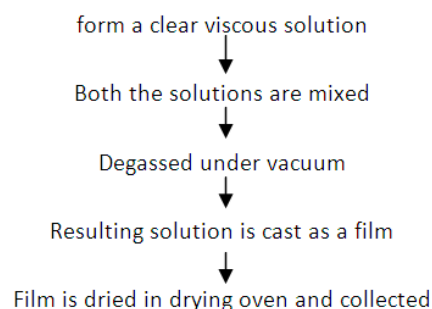 form a clear viscous solution
Both the solutions are mixed
Degassed under vacuum
Resulting solution is cast as a film
Film is dried in drying oven and collected